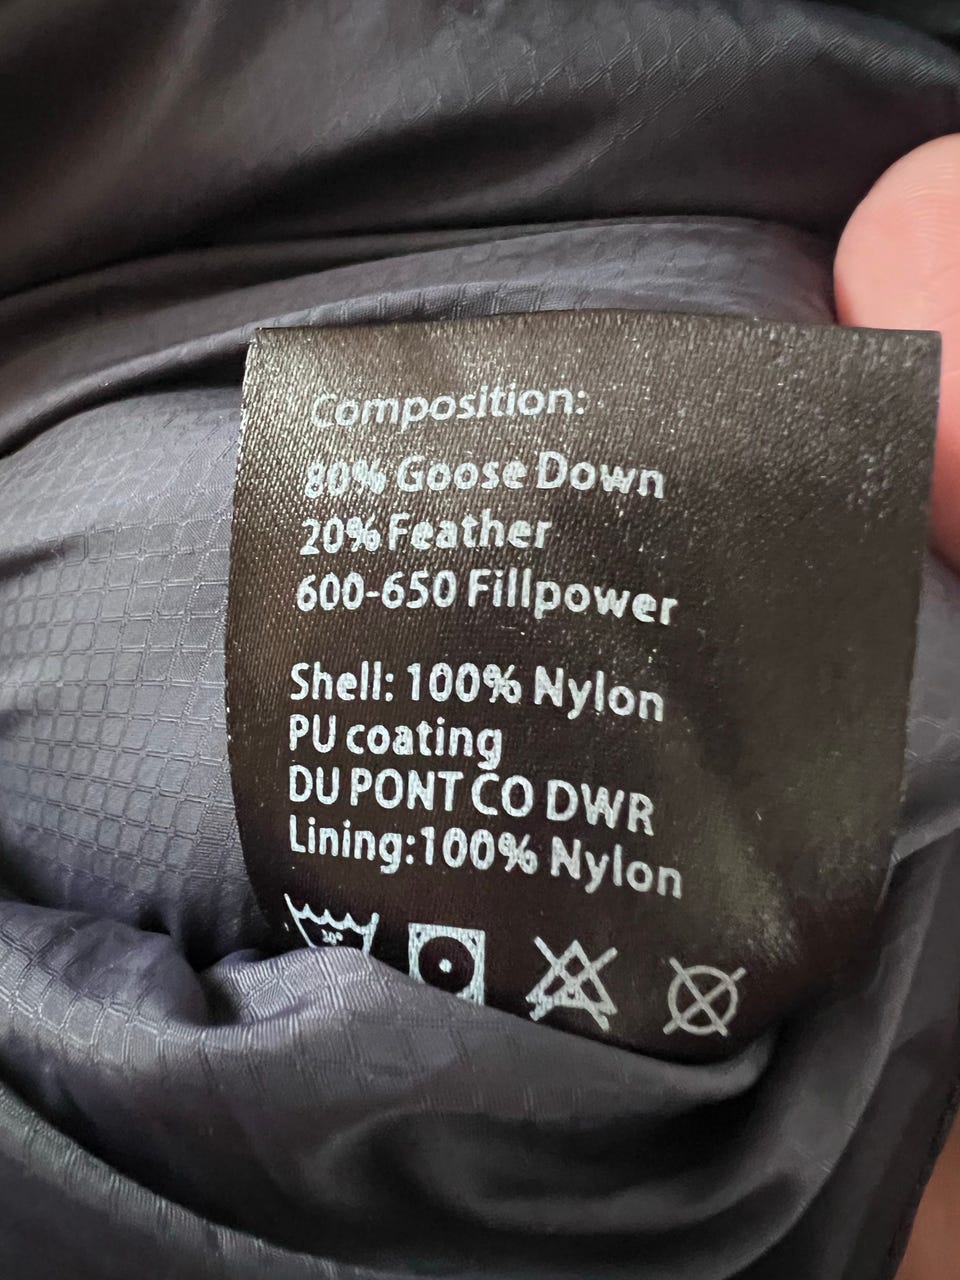 Composition:
80% Goose Down
20% Feather
600-650 Fillpower
Shell: 100% Nylon
PU coating
DU PONT CO DWR
Lining:100% Nylon
30°